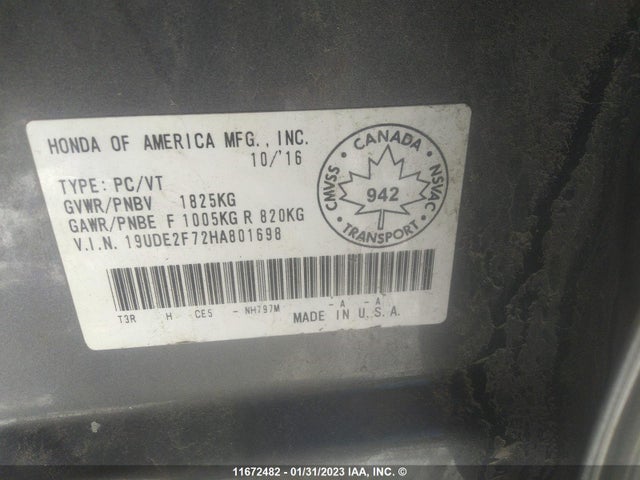 HONDA OF AMERICA MFG., INC.
10/'16
TYPE: PC/VT
GVWR/PNBV 1825KG
GAWR/PNBE F 1005KG R 820KG
V.I.N. 19UDE2F72HA801698
CANADA
CMVSS
942
NSVAC
TRANSPORT
T3R H CES - NH797M - A - A
MADE IN U.S.A.
11672482 - 01/31/2023 IAA, INC. ©